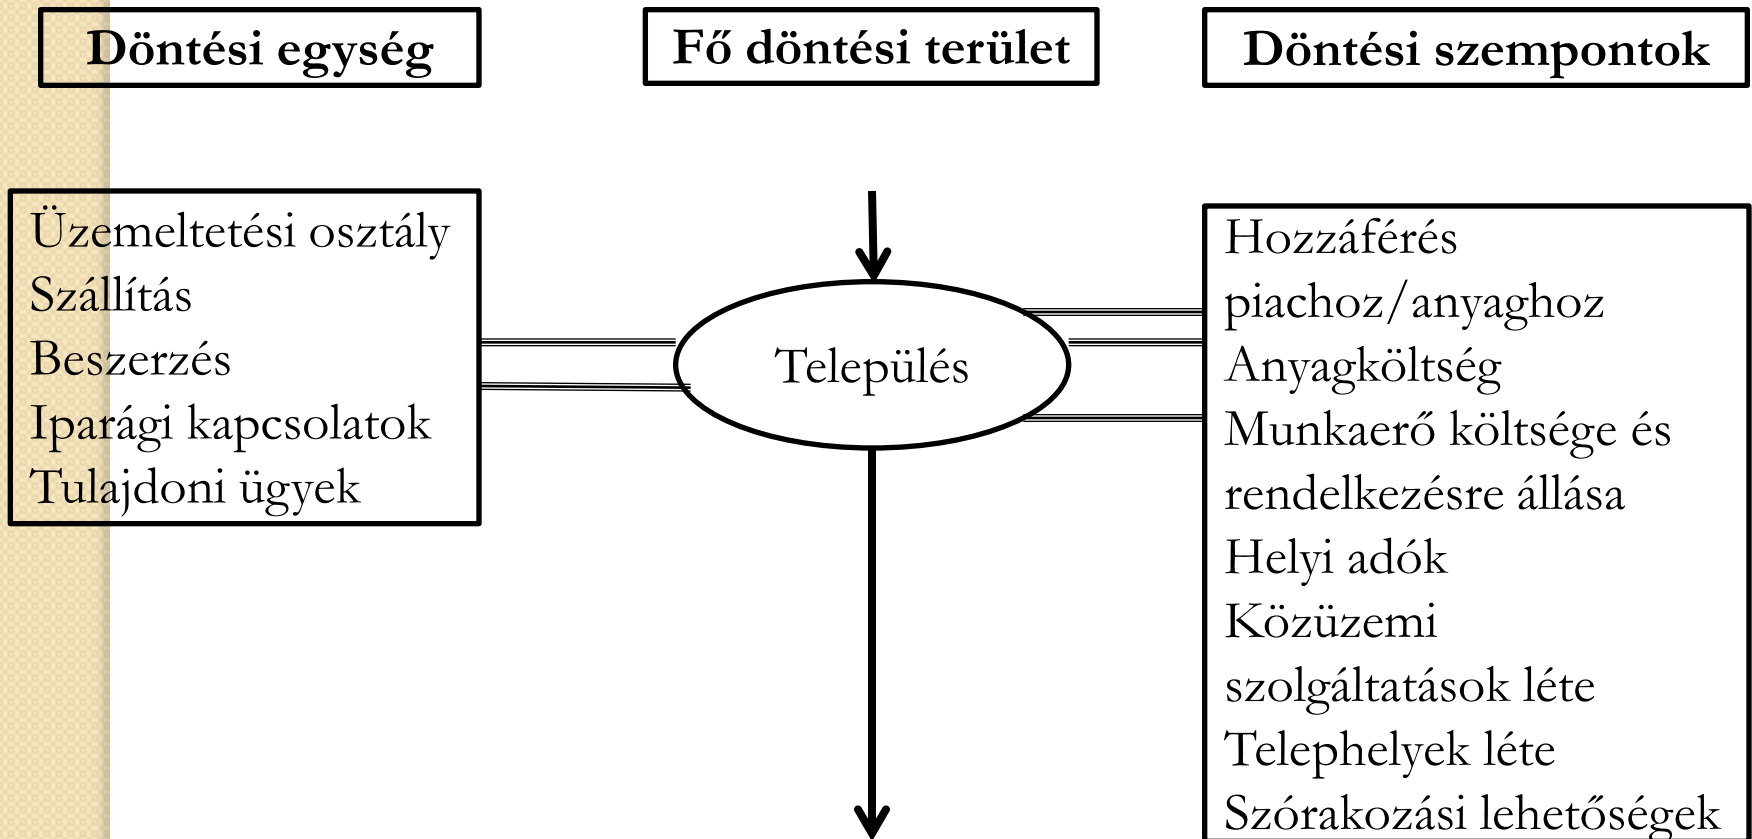 Döntési egység
Fő döntési terület
Döntési szempontok
Üzemeltetési osztály
Szállítás
Beszerzés
Iparági kapcsolatok
Tulajdoni ügyek
Település
Hozzáférés
piachoz/anyaghoz
Anyagköltség
Munkaerő költsége és
rendelkezésre állása
Helyi adók
Közüzemi
szolgáltatások léte
Telephelyek léte
Szórakozási lehetőségek